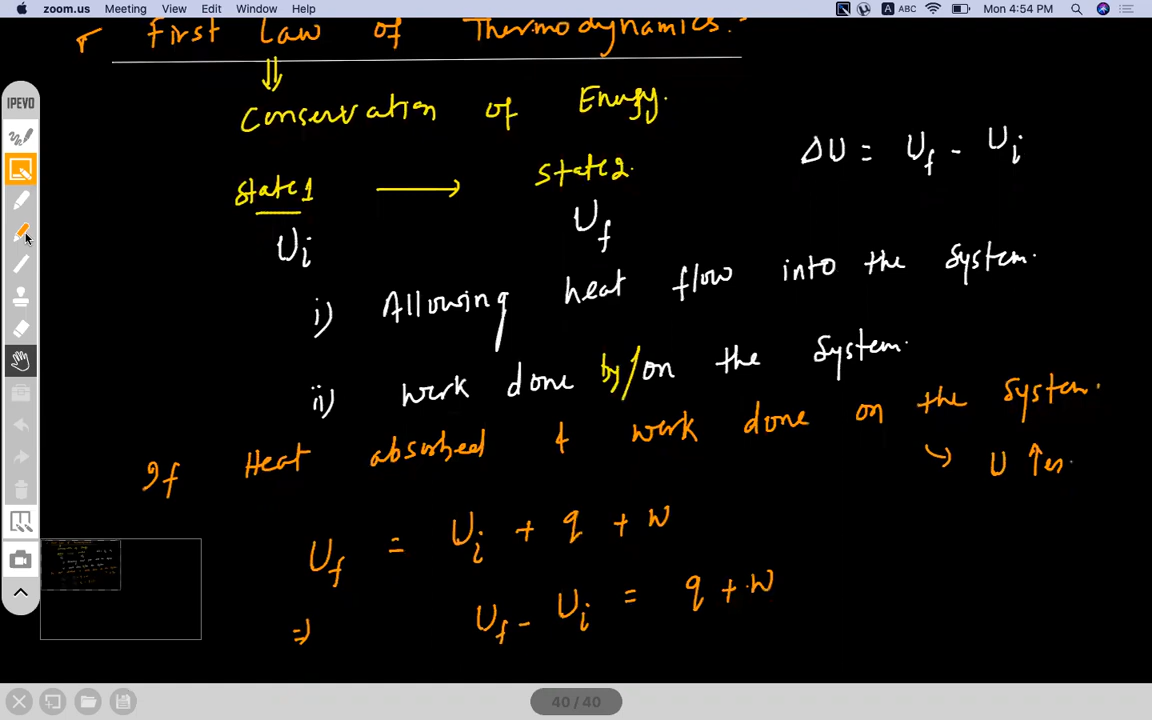 zoom.us Meeting View Edit Window Help
A ABC Mon 4:54 PM
IPEVO
First Law of Thermodynamics:-
⇓
Conservation of Energy.
State 1 ⟶ State 2.
Ui Uf
ΔU = Uf - Ui
i) Allowing heat flow into the system.
ii) work done by/on the system.
If Heat absorbed & work done on the system.
↳ U ↑es.
Uf = Ui + q + w
⇒ Uf - Ui = q + w
40 / 40